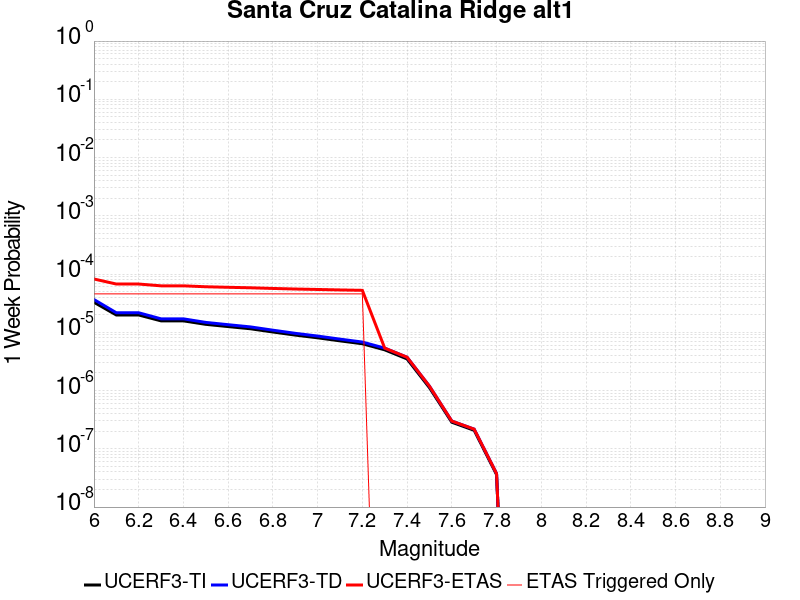 Santa Cruz Catalina Ridge alt1
1 Week Probability
10^0
10^-1
10^-2
10^-3
10^-4
10^-5
10^-6
10^-7
10^-8
6 6.2 6.4 6.6 6.8 7 7.2 7.4 7.6 7.8 8 8.2 8.4 8.6 8.8 9
Magnitude
UCERF3-TI UCERF3-TD UCERF3-ETAS ETAS Triggered Only